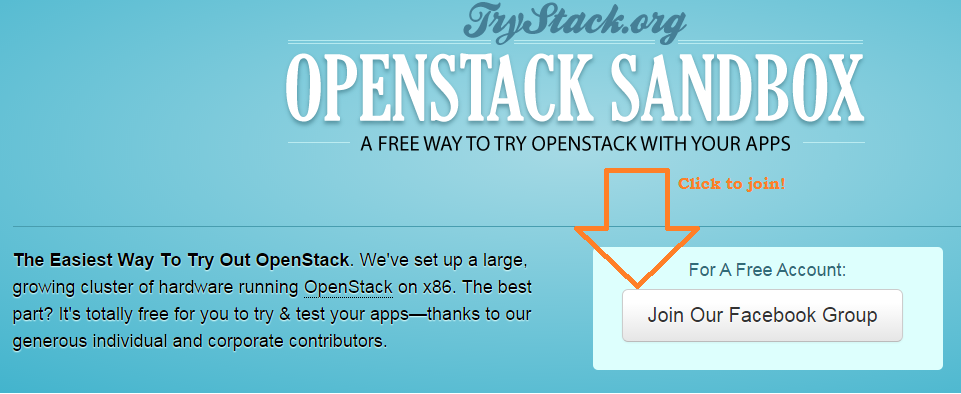 TryStack.org
OPENSTACK SANDBOX
A FREE WAY TO TRY OPENSTACK WITH YOUR APPS
Click to join!
The Easiest Way To Try Out OpenStack. We've set up a large,
growing cluster of hardware running OpenStack on x86. The best
part? It's totally free for you to try & test your apps—thanks to our
generous individual and corporate contributors.
For A Free Account:
Join Our Facebook Group